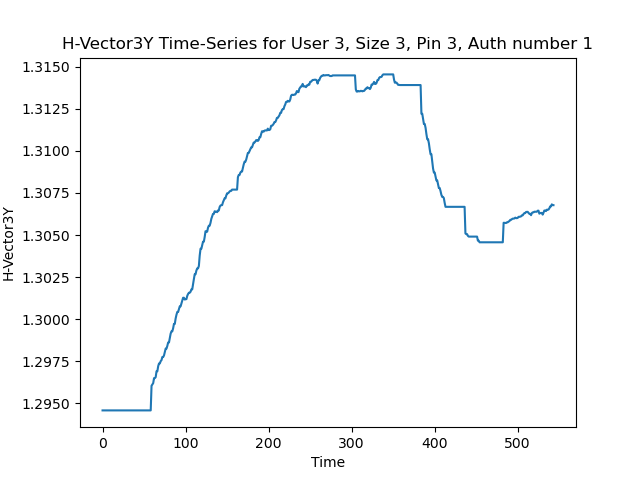 H-Vector3Y Time-Series for User 3, Size 3, Pin 3, Auth number 1
1.3150
1.3125
1.3100
1.3075
1.3050
1.3025
1.3000
1.2975
1.2950
H-Vector3Y
0 100 200 300 400 500
Time